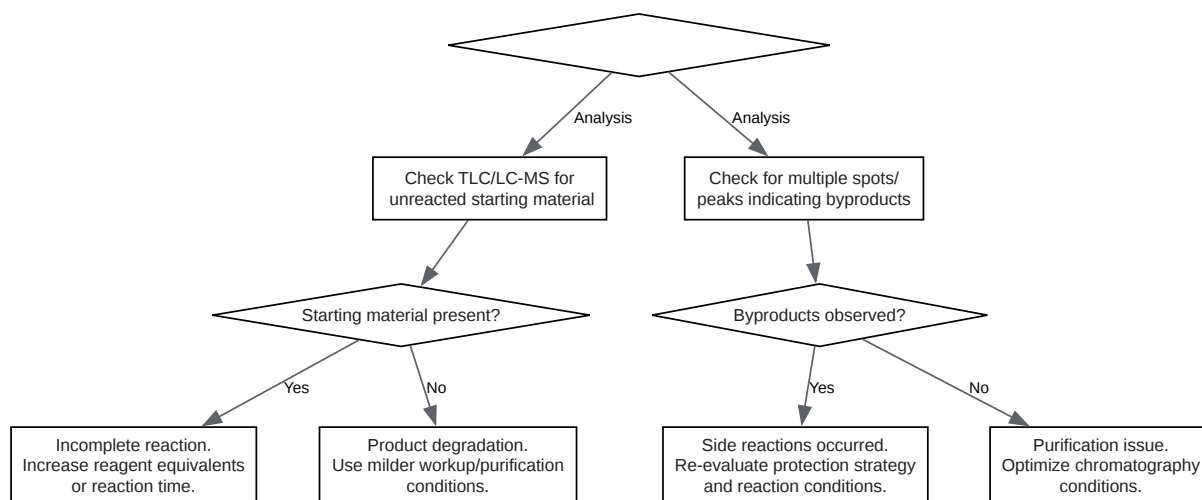 Analysis
Analysis
Check TLC/LC-MS for
unreacted starting material
Check for multiple spots/
peaks indicating byproducts
Starting material present?
Byproducts observed?
Yes
No
Yes
No
Incomplete reaction.
Increase reagent equivalents
or reaction time.
Product degradation.
Use milder workup/purification
conditions.
Side reactions occurred.
Re-evaluate protection strategy
and reaction conditions.
Purification issue.
Optimize chromatography
conditions.